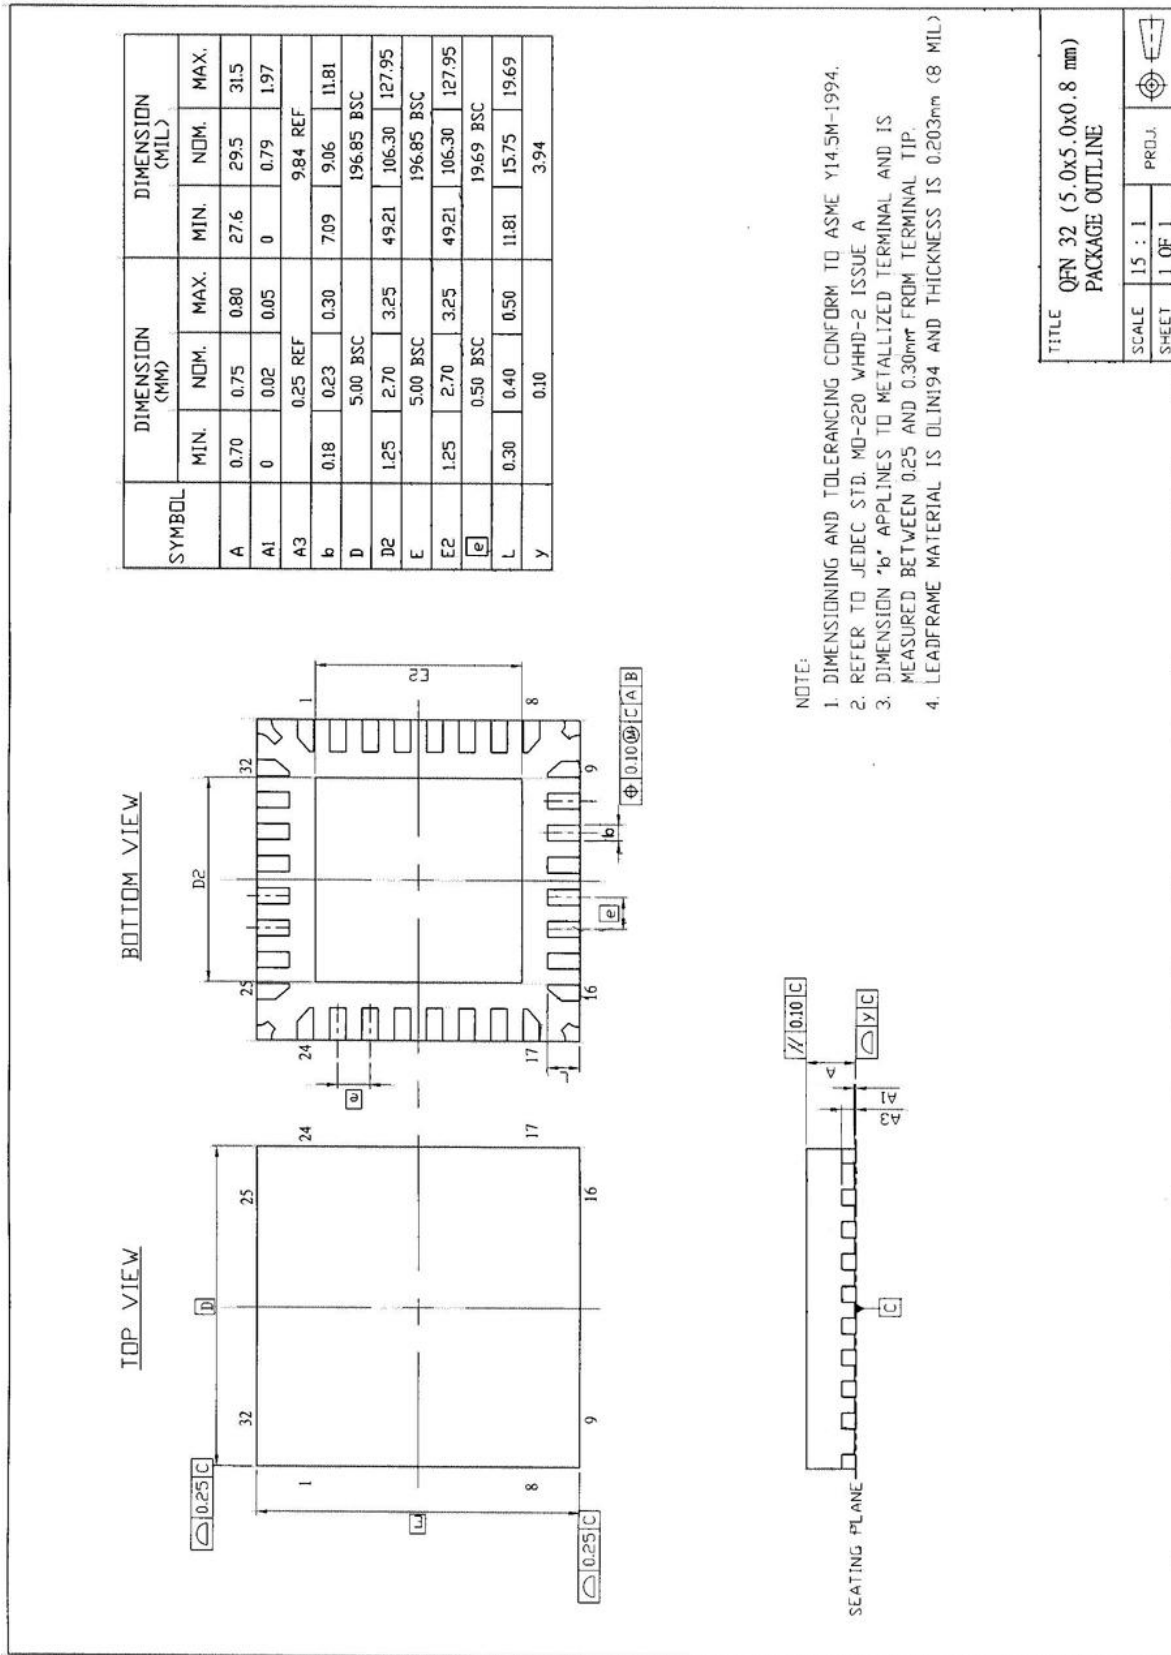 TOP VIEW
BOTTOM VIEW
⌓ 0.25 C
D
32
25
1
24
E
8
17
9
16
⌓ 0.25 C
D2
25
32
24
1
e
E2
17
8
L
16
9
e
b
⌖ 0.10 Ⓜ C A B
// 0.10 C
A
⌓ y C
A3
A1
C
SEATING PLANE
SYMBOL | DIMENSION (MM) | DIMENSION (MIL)
MIN. | NOM. | MAX. | MIN. | NOM. | MAX.
A | 0.70 | 0.75 | 0.80 | 27.6 | 29.5 | 31.5
A1 | 0 | 0.02 | 0.05 | 0 | 0.79 | 1.97
A3 | 0.25 REF | 9.84 REF
b | 0.18 | 0.23 | 0.30 | 7.09 | 9.06 | 11.81
D | 5.00 BSC | 196.85 BSC
D2 | 1.25 | 2.70 | 3.25 | 49.21 | 106.30 | 127.95
E | 5.00 BSC | 196.85 BSC
E2 | 1.25 | 2.70 | 3.25 | 49.21 | 106.30 | 127.95
e | 0.50 BSC | 19.69 BSC
L | 0.30 | 0.40 | 0.50 | 11.81 | 15.75 | 19.69
y | 0.10 | 3.94
NOTE:
1. DIMENSIONING AND TOLERANCING CONFORM TO ASME Y14.5M-1994.
2. REFER TO JEDEC STD. MO-220 WHHD-2 ISSUE A
3. DIMENSION "b" APPLINES TO METALLIZED TERMINAL AND IS
MEASURED BETWEEN 0.25 AND 0.30mm FROM TERMINAL TIP.
4. LEADFRAME MATERIAL IS OLIN194 AND THICKNESS IS 0.203mm (8 MIL)
TITLE
QFN 32 (5.0x5.0x0.8 mm)
PACKAGE OUTLINE
SCALE 15 : 1 PROJ.
SHEET 1 OF 1